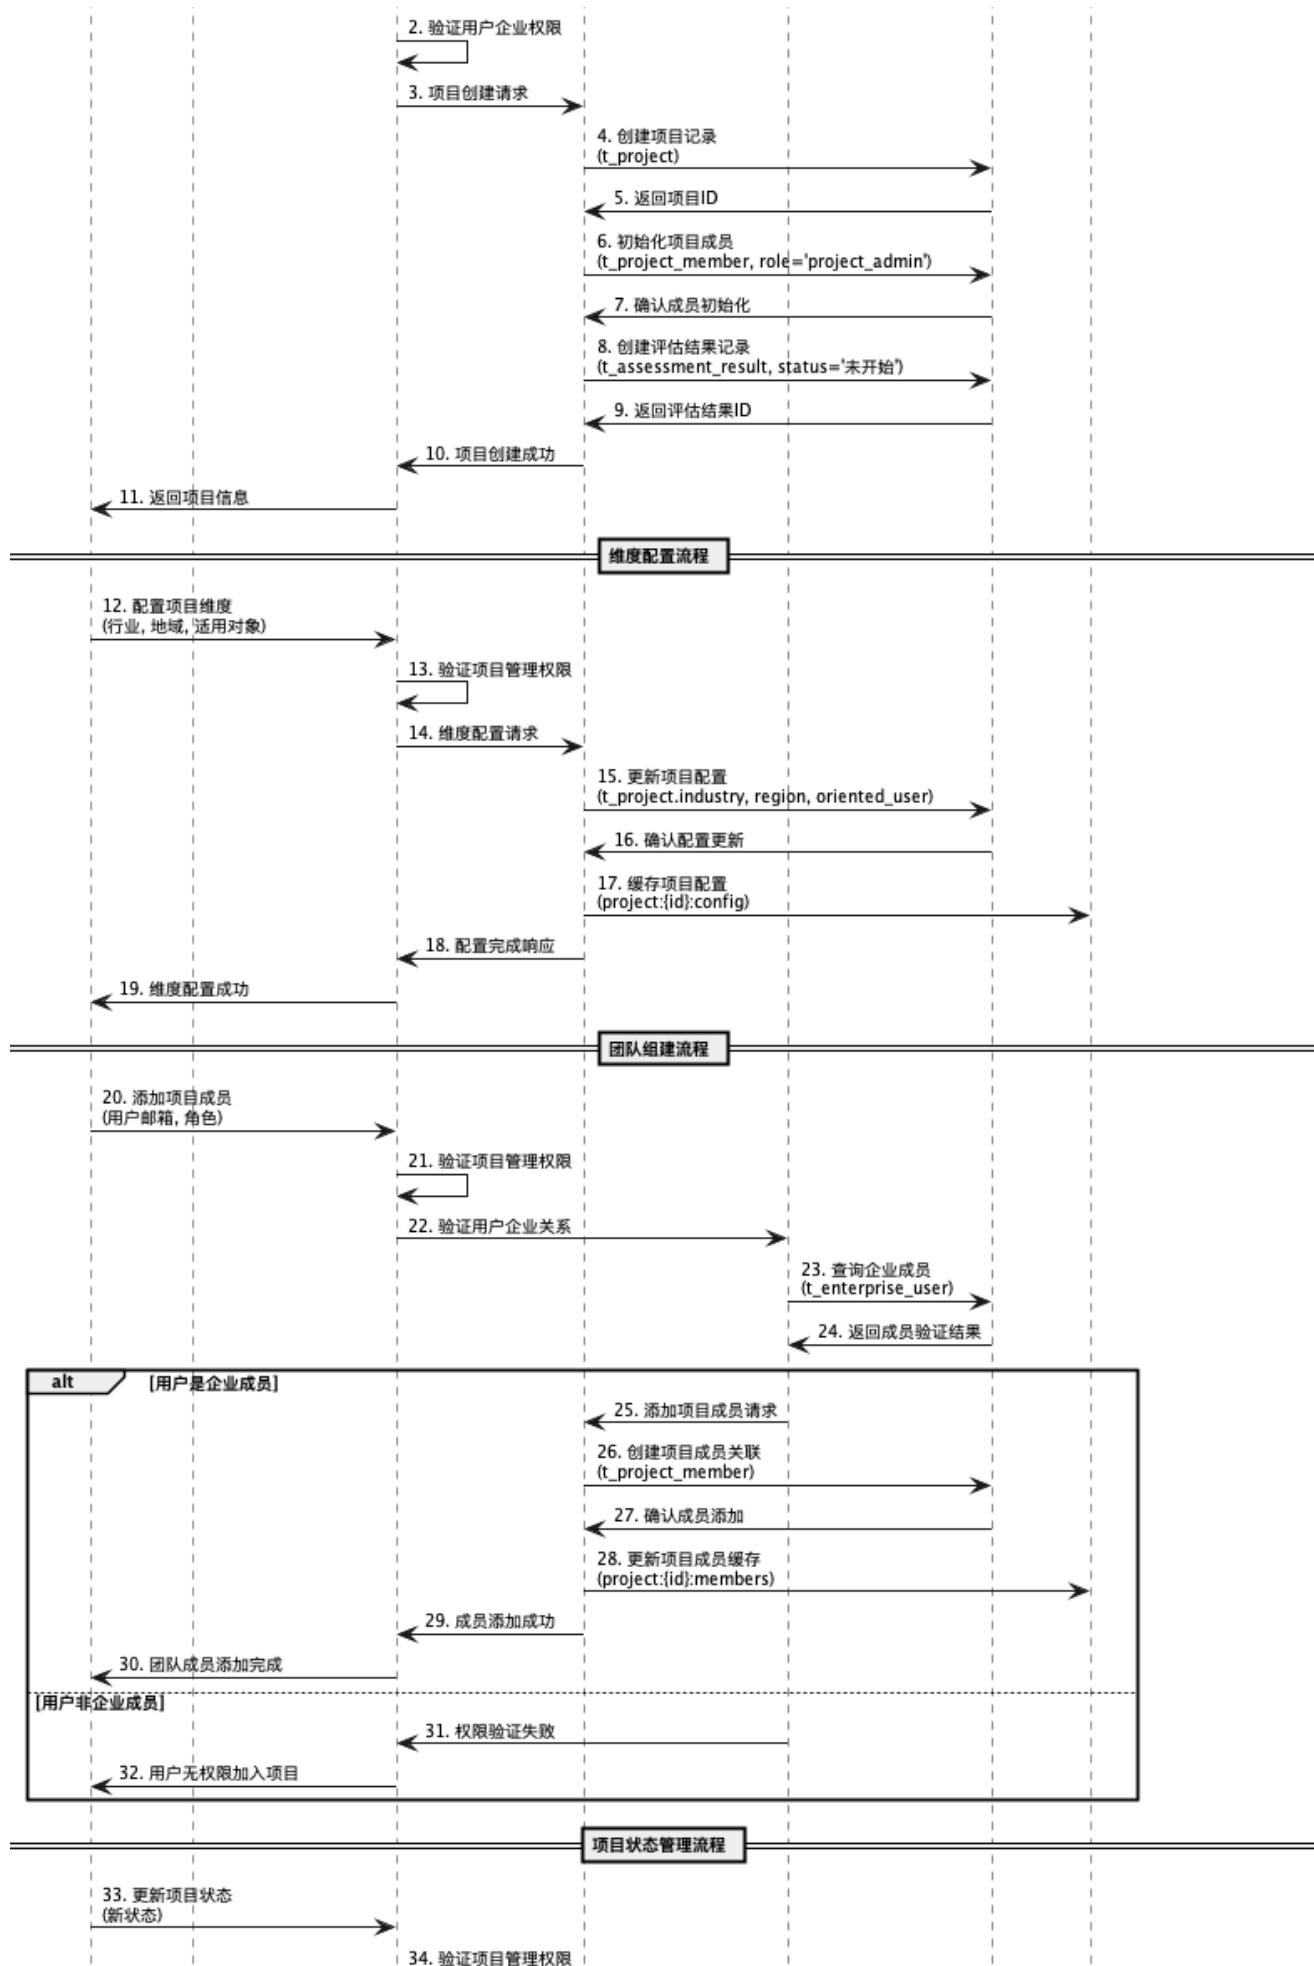 2. 验证用户企业权限
3. 项目创建请求
4. 创建项目记录
(t_project)
5. 返回项目ID
6. 初始化项目成员
(t_project_member, role='project_admin')
7. 确认成员初始化
8. 创建评估结果记录
(t_assessment_result, status='未开始')
9. 返回评估结果ID
10. 项目创建成功
11. 返回项目信息
维度配置流程
12. 配置项目维度
(行业, 地域, 适用对象)
13. 验证项目管理权限
14. 维度配置请求
15. 更新项目配置
(t_project.industry, region, oriented_user)
16. 确认配置更新
17. 缓存项目配置
(project:{id}:config)
18. 配置完成响应
19. 维度配置成功
团队组建流程
20. 添加项目成员
(用户邮箱, 角色)
21. 验证项目管理权限
22. 验证用户企业关系
23. 查询企业成员
(t_enterprise_user)
24. 返回成员验证结果
alt [用户是企业成员]
25. 添加项目成员请求
26. 创建项目成员关联
(t_project_member)
27. 确认成员添加
28. 更新项目成员缓存
(project:{id}:members)
29. 成员添加成功
30. 团队成员添加完成
[用户非企业成员]
31. 权限验证失败
32. 用户无权限加入项目
项目状态管理流程
33. 更新项目状态
(新状态)
34. 验证项目管理权限